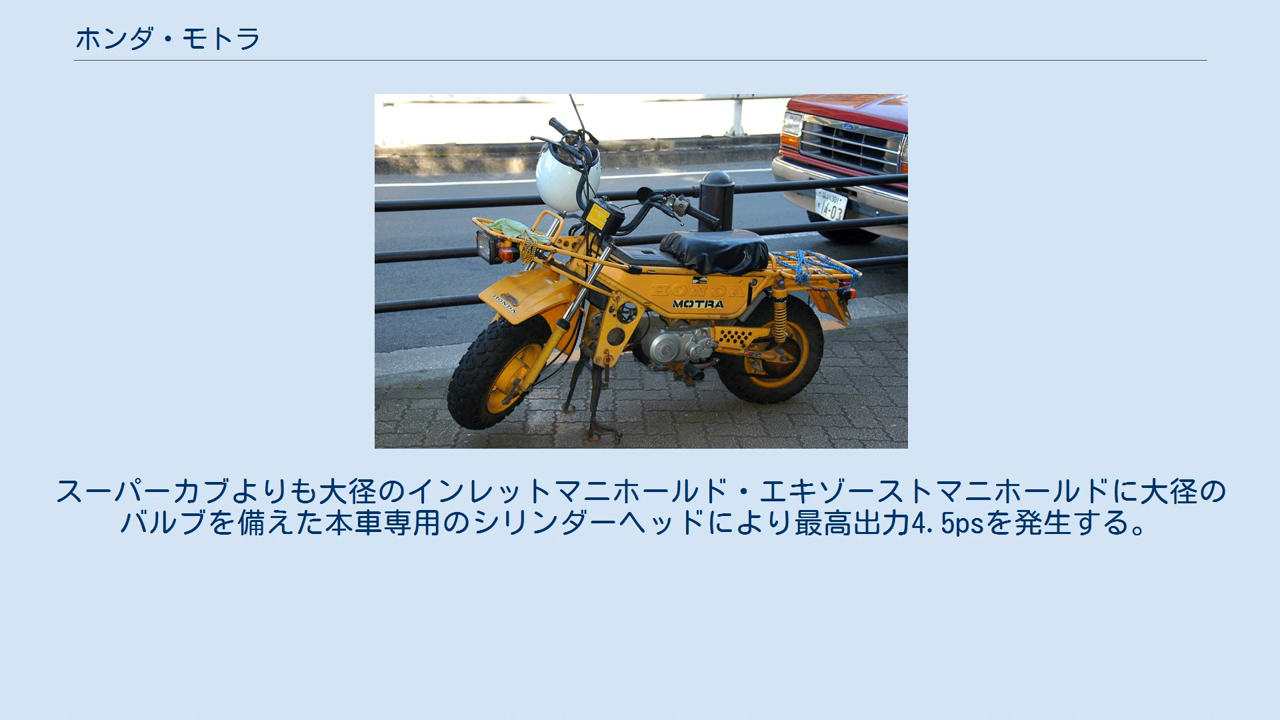 ホンダ・モトラ
HONDA
MOTRA
HONDA
スーパーカブよりも大径のインレットマニホールド・エキゾーストマニホールドに大径の
バルブを備えた本車専用のシリンダーヘッドにより最高出力4.5psを発生する。